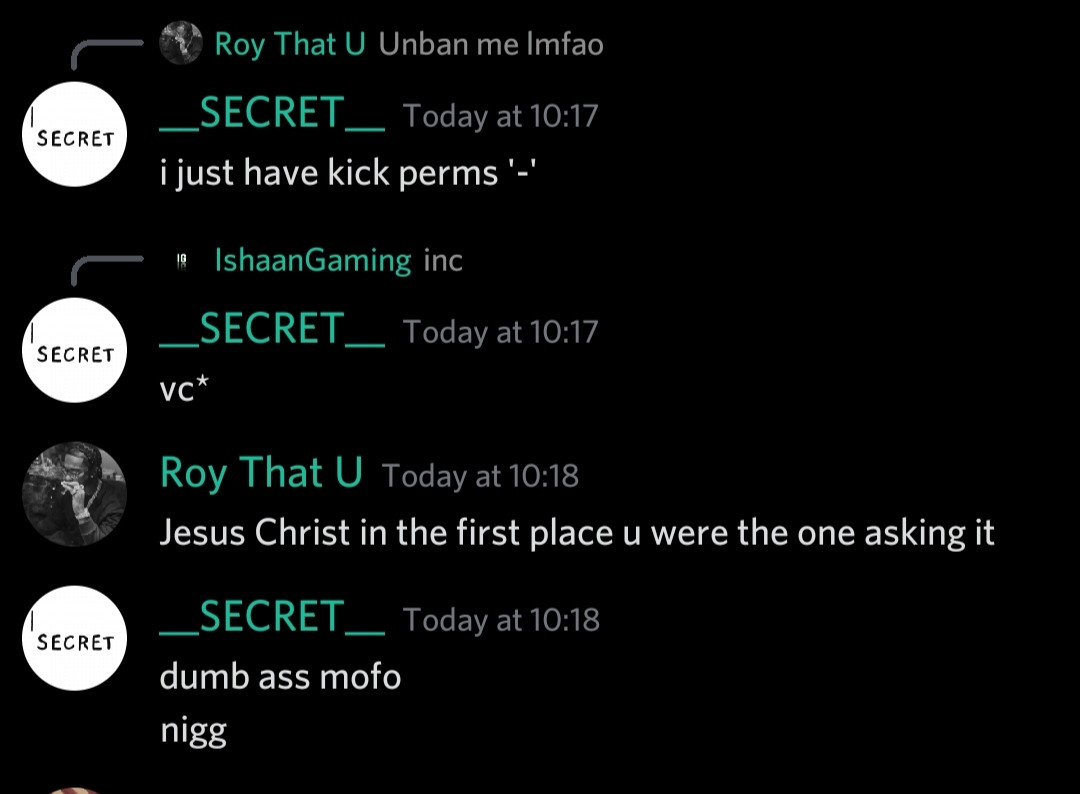 Roy That U Unban me lmfao
__SECRET__ Today at 10:17
SECRET
i just have kick perms '-'
IG IshaanGaming inc
__SECRET__ Today at 10:17
SECRET
vc*
Roy That U Today at 10:18
Jesus Christ in the first place u were the one asking it
__SECRET__ Today at 10:18
SECRET
dumb ass mofo
nigg